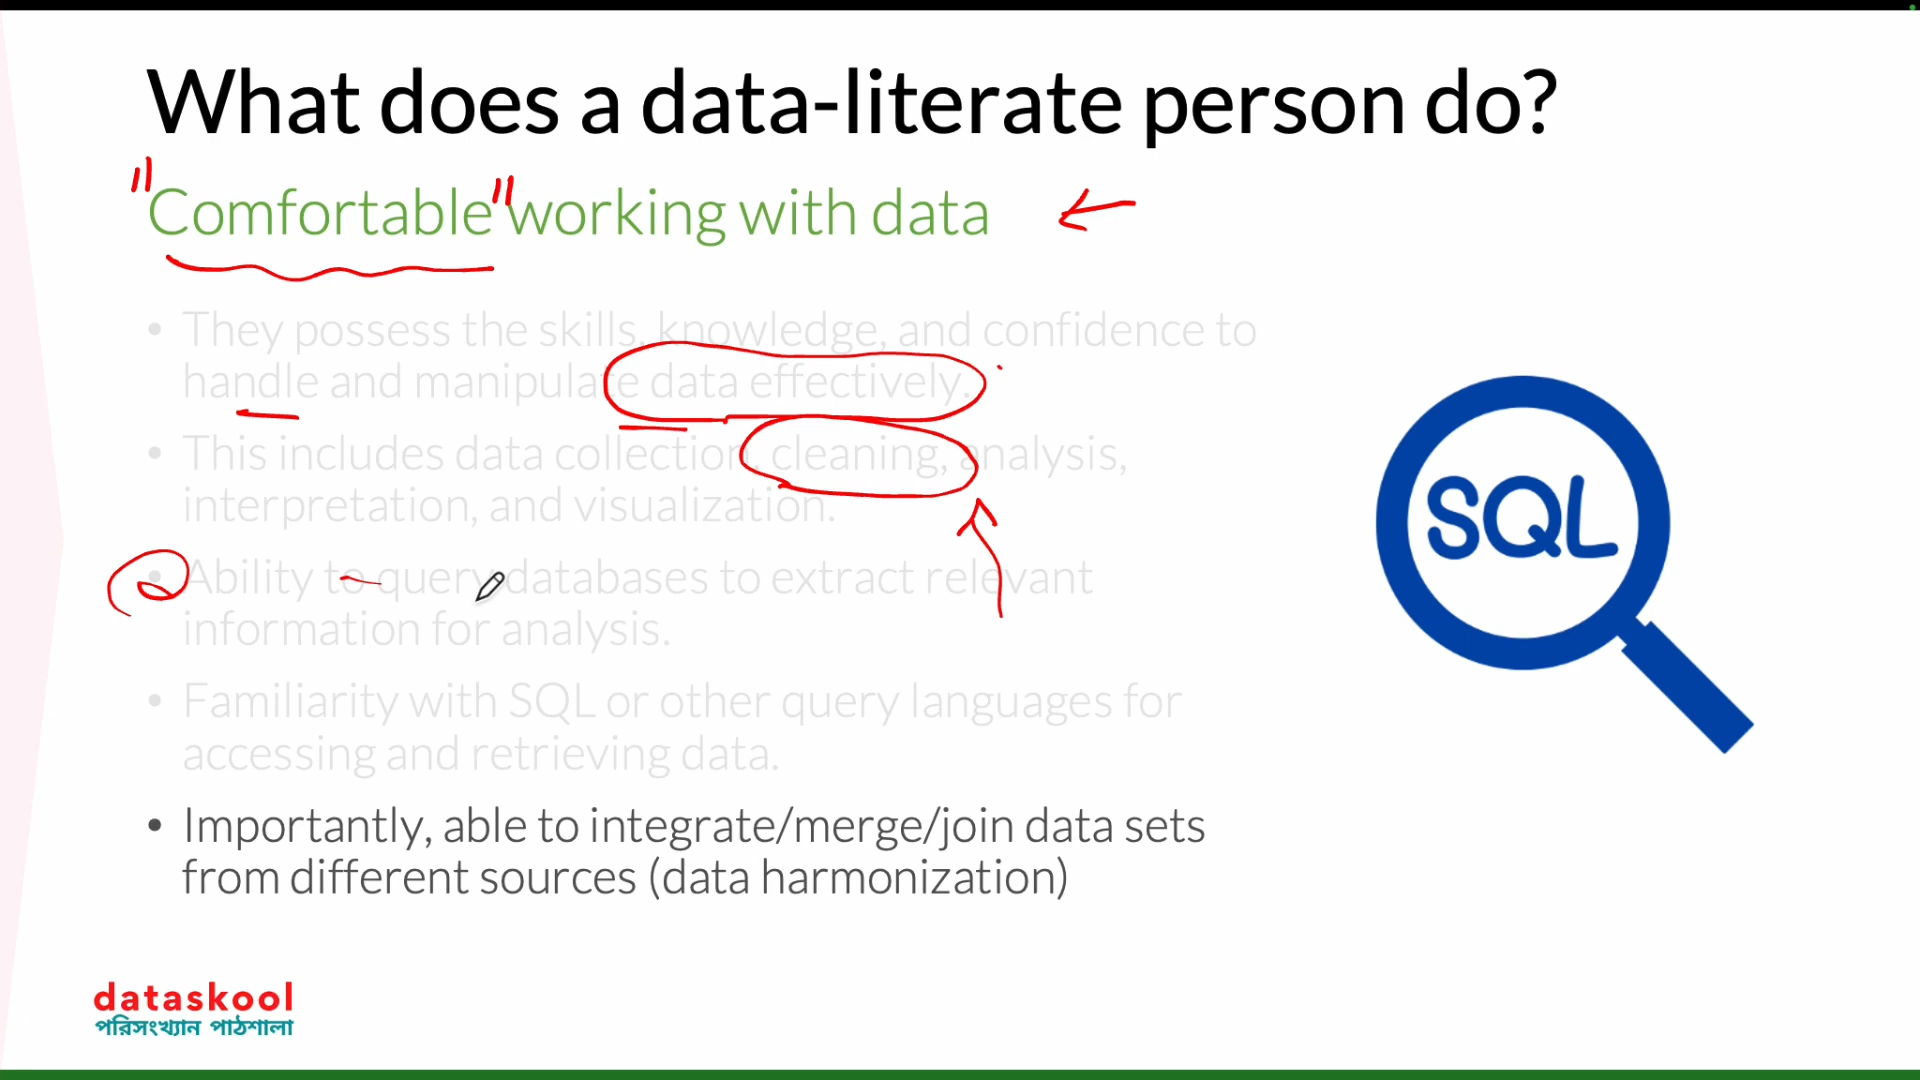 What does a data-literate person do?
"Comfortable" working with data
• They possess the skills, knowledge, and confidence to
handle and manipulate data effectively.
• This includes data collection, cleaning, analysis,
interpretation, and visualization.
• Ability to query databases to extract relevant
information for analysis.
• Familiarity with SQL or other query languages for
accessing and retrieving data.
• Importantly, able to integrate/merge/join data sets
from different sources (data harmonization)
SQL
dataskool
পরিসংখ্যান পাঠশালা